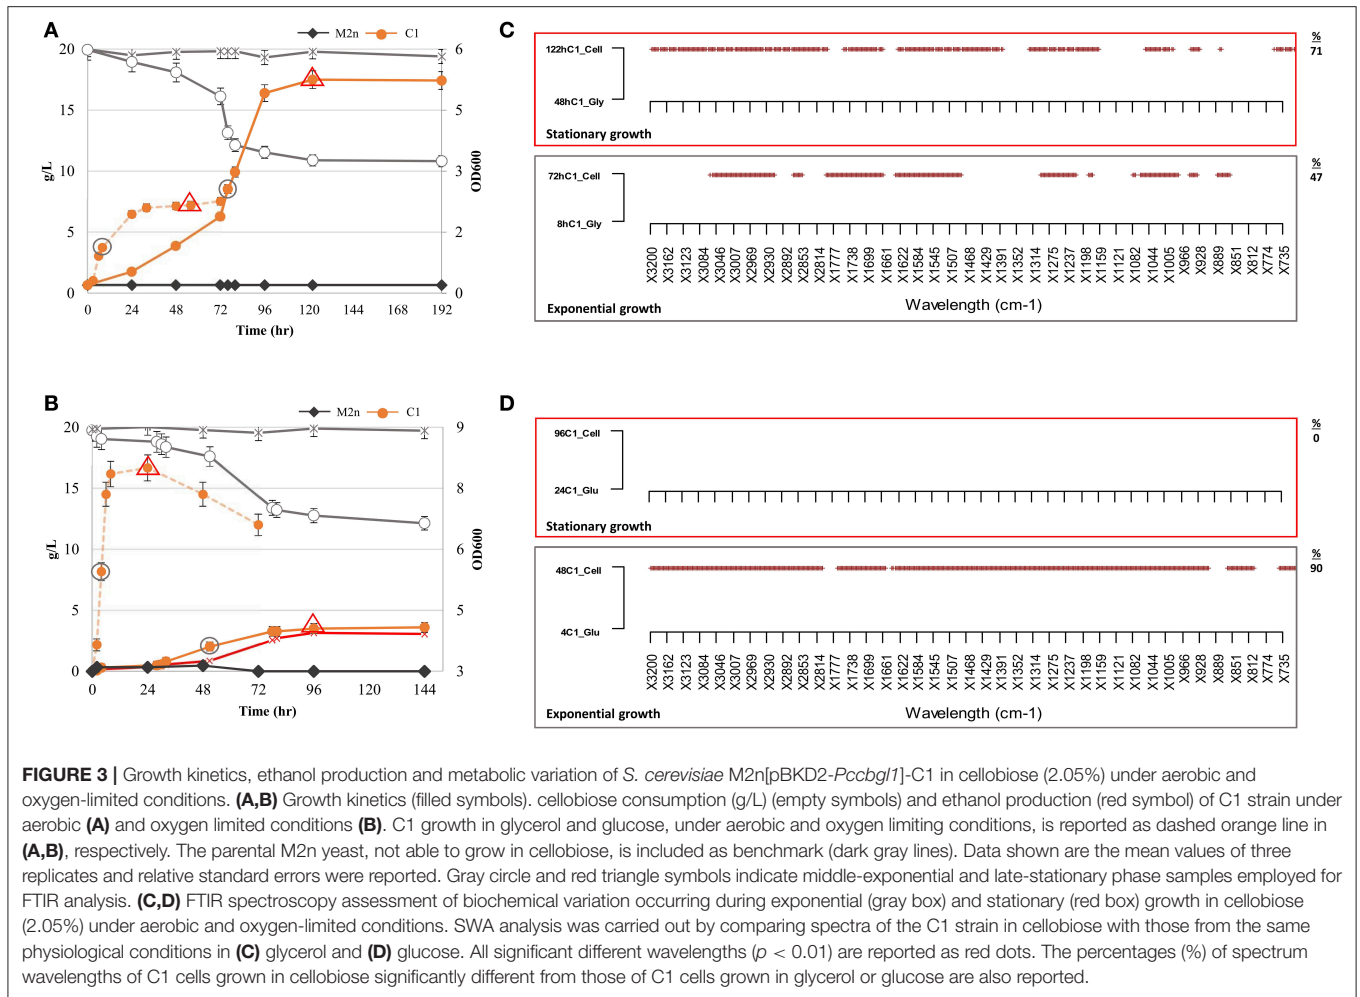 A
M2n
C1
20
15
10
5
0
g/L
6
5
3
2
0
OD600
0
24
48
72
96
120
144
168
192
Time (hr)
C
122hC1_Cell
48hC1_Gly
Stationary growth
%
71
72hC1_Cell
8hC1_Gly
%
47
X3200
X3162
X3123
X3084
X3046
X3007
X2969
X2930
X2892
X2853
X2814
X1777
X1738
X1699
X1661
X1622
X1584
X1545
X1507
X1468
X1429
X1391
X1352
X1314
X1275
X1237
X1198
X1159
X1121
X1082
X1044
X1005
X966
X928
X889
X851
X812
X774
X735
Wavelength (cm-1)
Exponential growth
B
M2n
C1
20
15
10
5
0
g/L
9
8
6
5
3
OD600
0
24
48
72
96
120
144
Time (hr)
D
96C1_Cell
24C1_Glu
Stationary growth
%
0
48C1_Cell
4C1_Glu
%
90
X3200
X3162
X3123
X3084
X3046
X3007
X2969
X2930
X2892
X2853
X2814
X1777
X1738
X1699
X1661
X1622
X1584
X1545
X1507
X1468
X1429
X1391
X1352
X1314
X1275
X1237
X1198
X1159
X1121
X1082
X1044
X1005
X966
X928
X889
X851
X812
X774
X735
Wavelength (cm-1)
Exponential growth
FIGURE 3 | Growth kinetics, ethanol production and metabolic variation of S. cerevisiae M2n[pBKD2-Pccbgl1]-C1 in cellobiose (2.05%) under aerobic and
oxygen-limited conditions. (A,B) Growth kinetics (filled symbols). cellobiose consumption (g/L) (empty symbols) and ethanol production (red symbol) of C1 strain under
aerobic (A) and oxygen limited conditions (B). C1 growth in glycerol and glucose, under aerobic and oxygen limiting conditions, is reported as dashed orange line in
(A,B), respectively. The parental M2n yeast, not able to grow in cellobiose, is included as benchmark (dark gray lines). Data shown are the mean values of three
replicates and relative standard errors were reported. Gray circle and red triangle symbols indicate middle-exponential and late-stationary phase samples employed for
FTIR analysis. (C,D) FTIR spectroscopy assessment of biochemical variation occurring during exponential (gray box) and stationary (red box) growth in cellobiose
(2.05%) under aerobic and oxygen-limited conditions. SWA analysis was carried out by comparing spectra of the C1 strain in cellobiose with those from the same
physiological conditions in (C) glycerol and (D) glucose. All significant different wavelengths (p < 0.01) are reported as red dots. The percentages (%) of spectrum
wavelengths of C1 cells grown in cellobiose significantly different from those of C1 cells grown in glycerol or glucose are also reported.